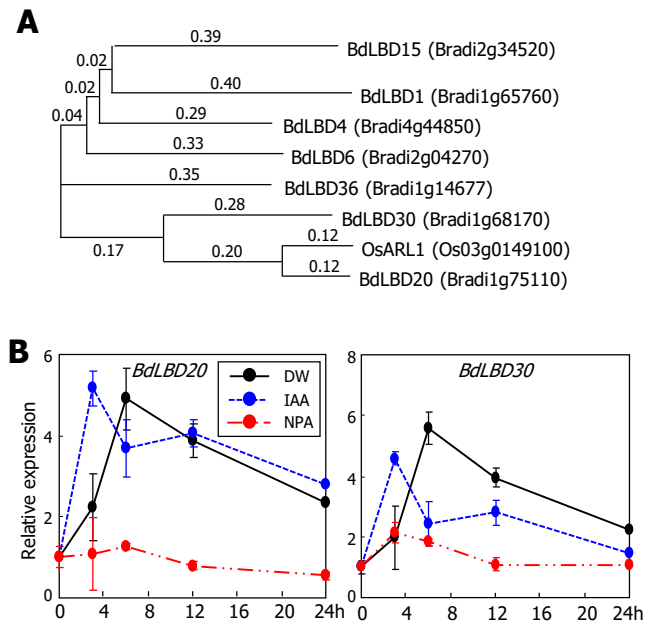 A
0.39
BdLBD15 (Bradi2g34520)
0.02
0.40
BdLBD1 (Bradi1g65760)
0.02
0.29
BdLBD4 (Bradi4g44850)
0.04
0.33
BdLBD6 (Bradi2g04270)
0.35
BdLBD36 (Bradi1g14677)
0.28
BdLBD30 (Bradi1g68170)
0.17
0.20
0.12
OsARL1 (Os03g0149100)
0.12
BdLBD20 (Bradi1g75110)
B
Relative expression
6
4
2
0
BdLBD20
DW
IAA
NPA
0 4 8 12 16 20 24h
8
6
4
2
0
BdLBD30
0 4 8 12 16 20 24h